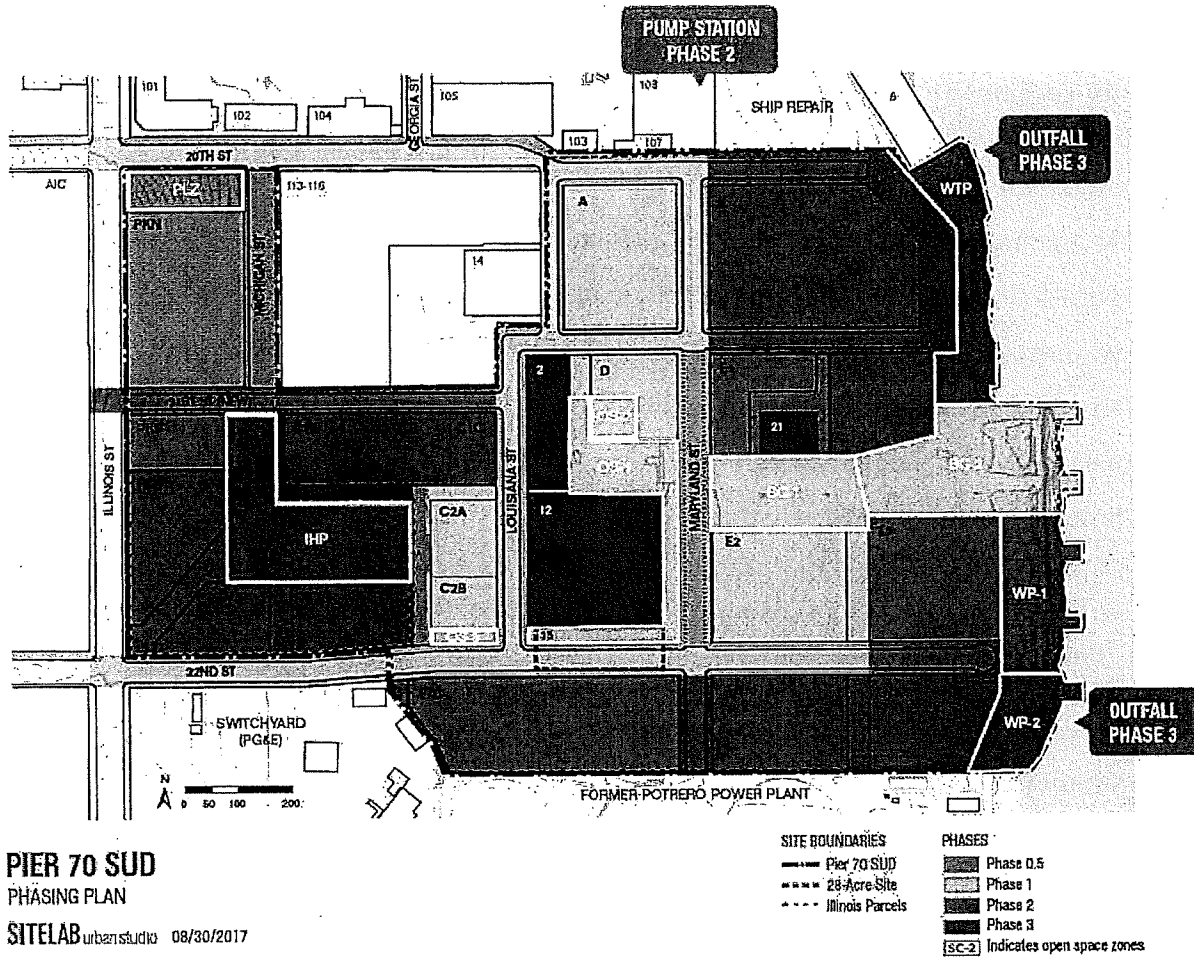 PUMP STATION
PHASE 2
OUTFALL
PHASE 3
SHIP REPAIR
6
101
102
104
GEORGIA ST
105
108
103
107
20TH ST
AIC
PLZ
PKN
MICHIGAN ST
113-116
14
A
WTP
2
D
21
ILLINOIS ST
LOUISIANA ST
MARYLAND ST
IHP
C2A
C2B
12
15
E2
WP-1
WP-2
22ND ST
OUTFALL
PHASE 3
SWITCHYARD
(PG&E)
FORMER POTRERO POWER PLANT
N
0 50 100 200'
PIER 70 SUD
PHASING PLAN
SITELAB urban studio 08/30/2017
SITE BOUNDARIES
Pier 70 SUD
28-Acre Site
Illinois Parcels
PHASES
Phase 0.5
Phase 1
Phase 2
Phase 3
SC-2 Indicates open space zones